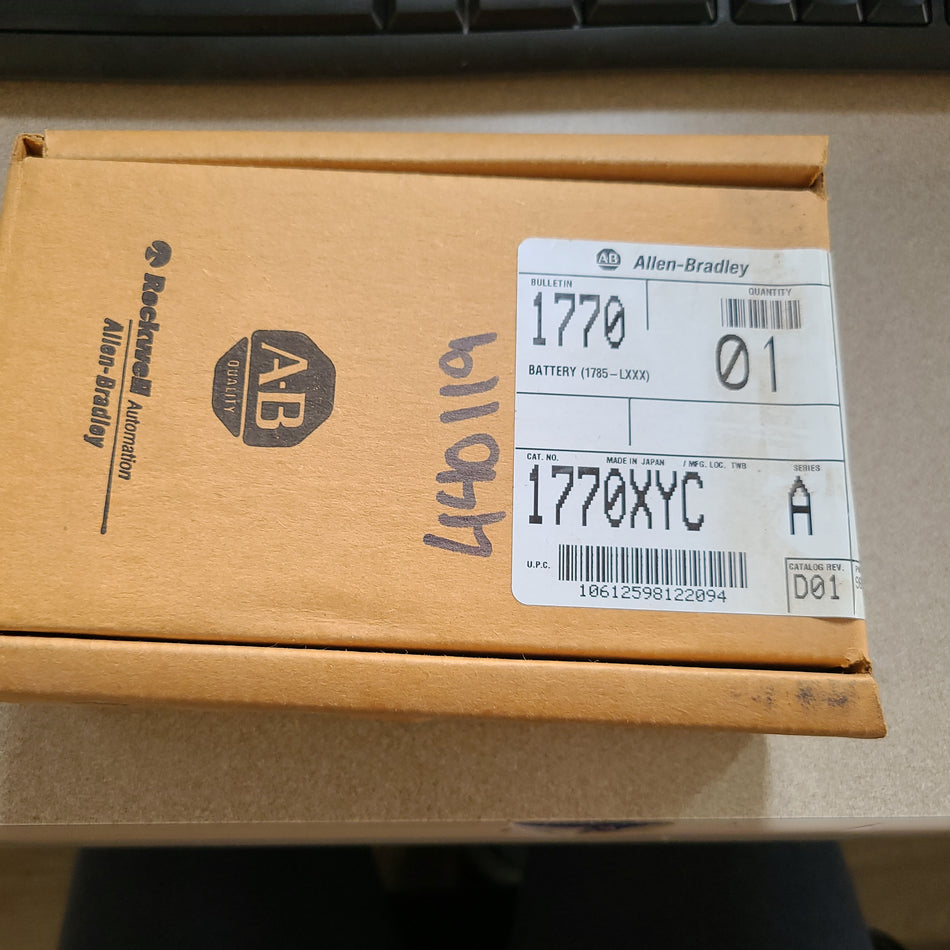 Rockwell Automation
Allen-Bradley
A·B
QUALITY
440119
AB Allen-Bradley
BULLETIN
1770
QUANTITY
01
BATTERY (1785-LXXX)
CAT. NO. MADE IN JAPAN / MFG. LOC. TWB SERIES
1770XYC A
U.P.C.
10612598122094
CATALOG REV.
D01